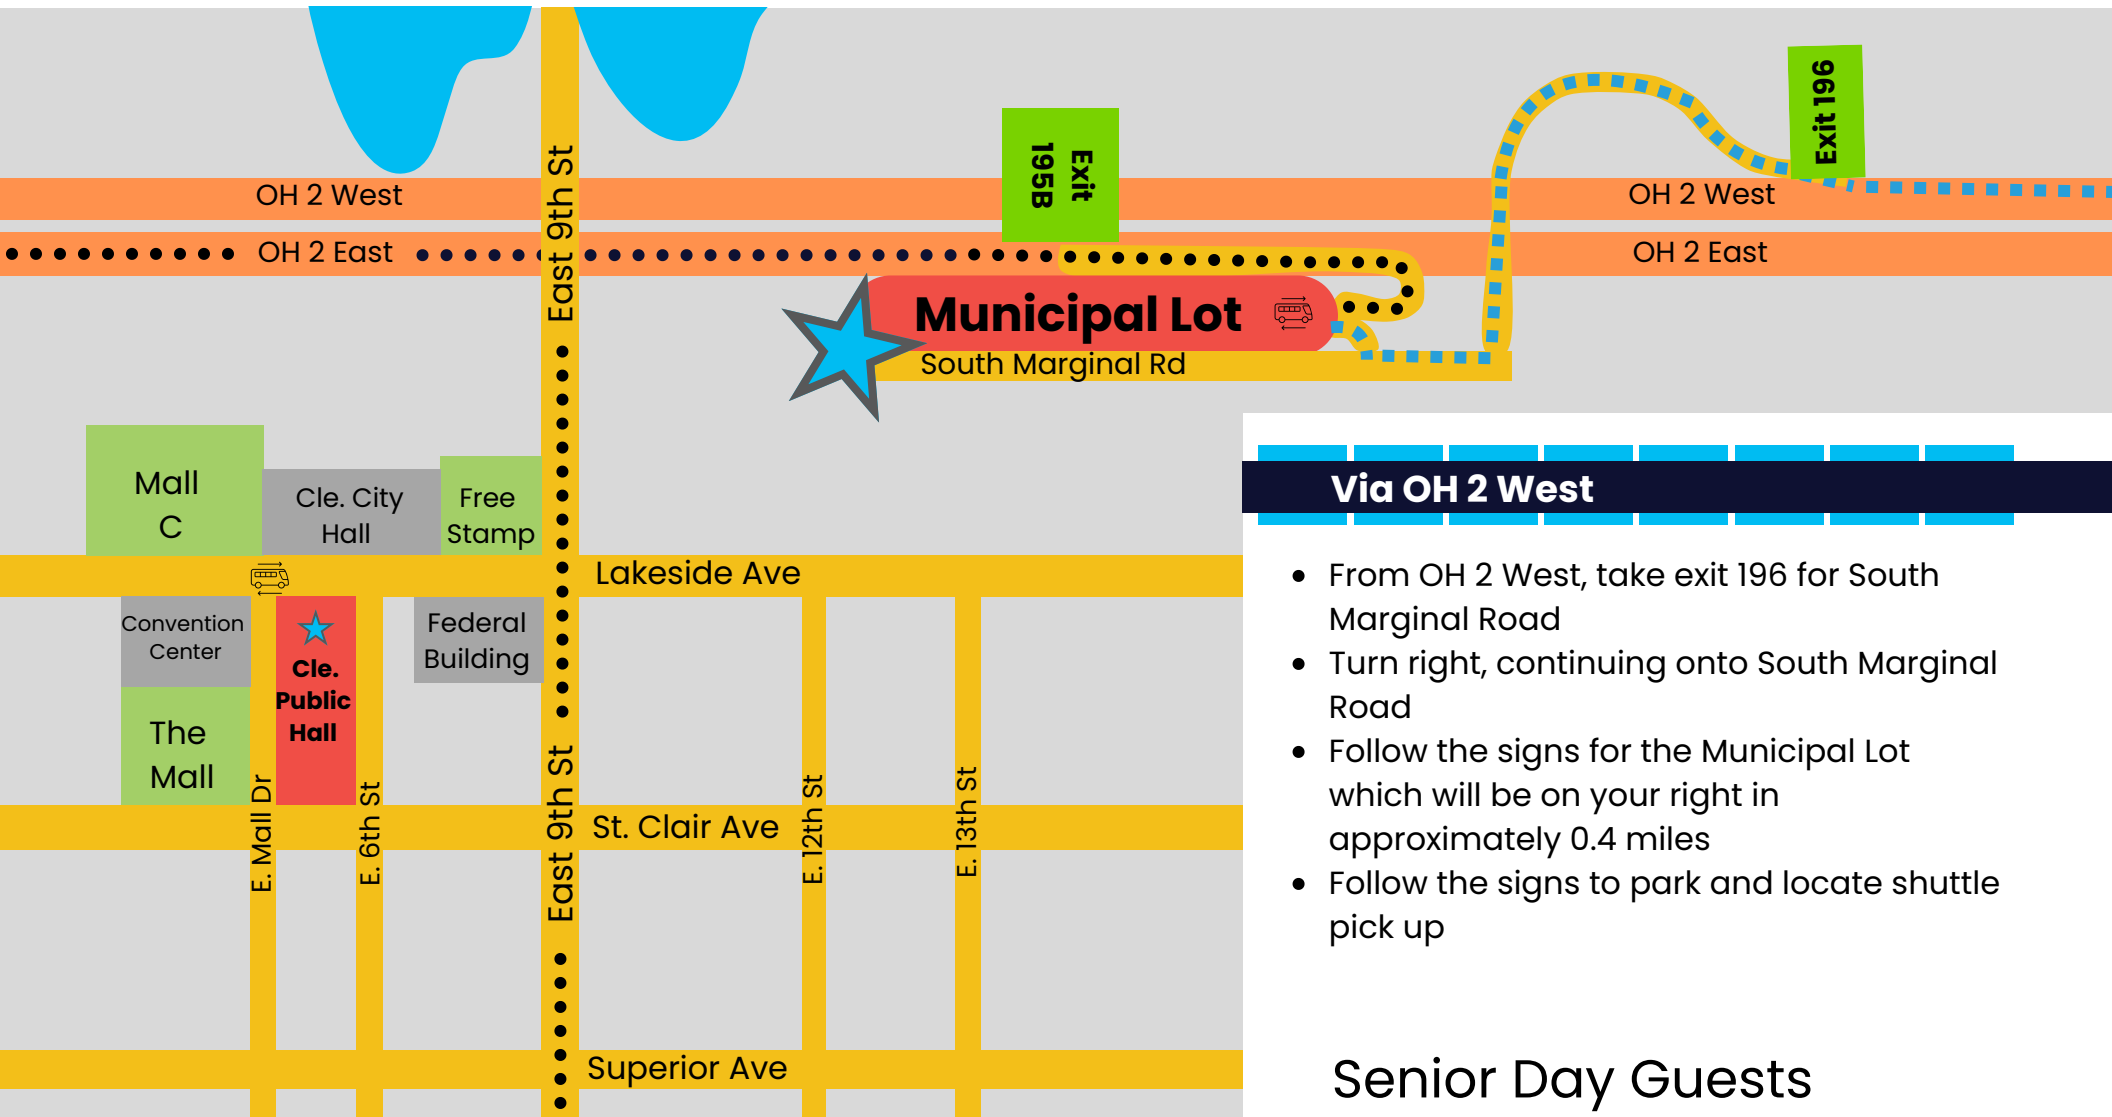 Exit 196
Exit
195B
East 9th St
OH 2 West
OH 2 West
OH 2 East
OH 2 East
Municipal Lot
South Marginal Rd
Mall
C
Cle. City
Hall
Free
Stamp
Lakeside Ave
Convention
Center
Cle.
Public
Hall
Federal
Building
The
Mall
E. Mall Dr
E. 6th St
East 9th St
St. Clair Ave
E. 12th St
E. 13th St
Superior Ave
Via OH 2 West
• From OH 2 West, take exit 196 for South
Marginal Road
• Turn right, continuing onto South Marginal
Road
• Follow the signs for the Municipal Lot
which will be on your right in
approximately 0.4 miles
• Follow the signs to park and locate shuttle
pick up
Senior Day Guests